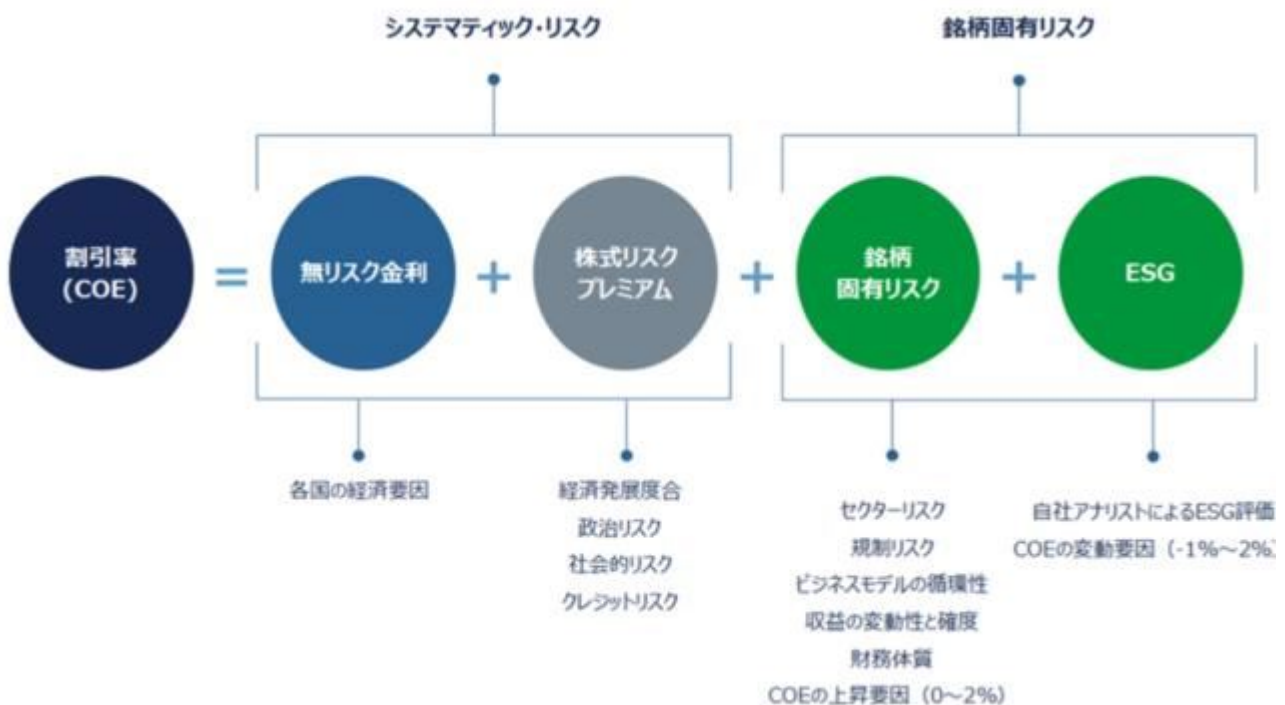 システマティック・リスク
銘柄固有リスク
割引率
(COE)
=
無リスク金利
+
株式リスク
プレミアム
+
銘柄
固有リスク
+
ESG
各国の経済要因
経済発展度合
政治リスク
社会的リスク
クレジットリスク
セクターリスク
規制リスク
ビジネスモデルの循環性
収益の変動性と確度
財務体質
COEの上昇要因（0～2%）
自社アナリストによるESG評価
COEの変動要因（-1%～2%）